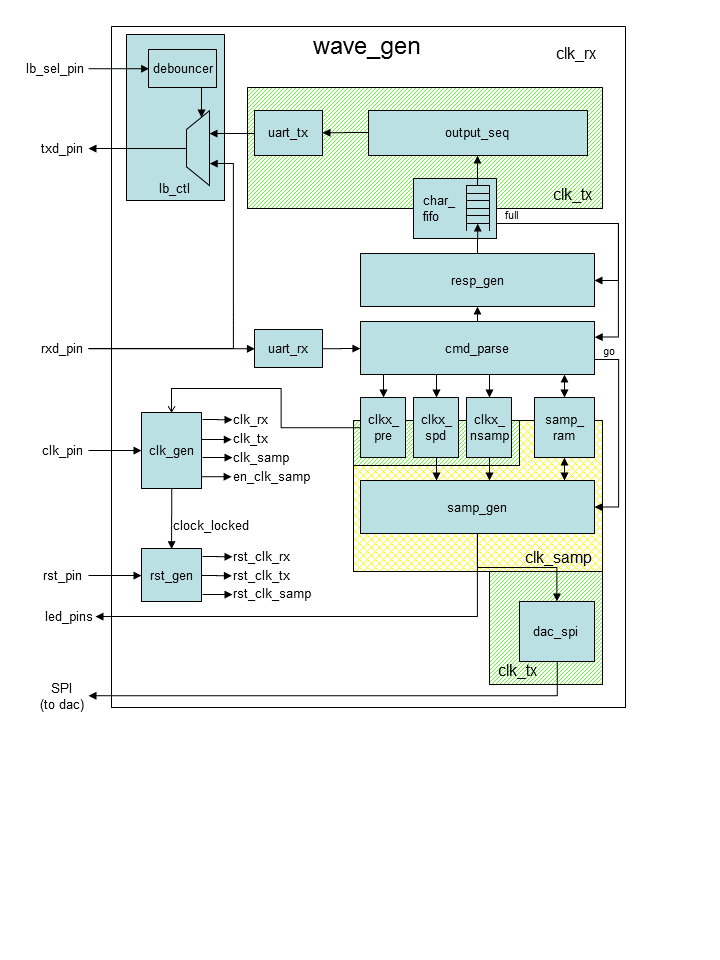 wave_gen
clk_rx
lb_sel_pin
debouncer
txd_pin
uart_tx
output_seq
lb_ctl
clk_tx
char_
fifo
full
resp_gen
rxd_pin
uart_rx
cmd_parse
go
clkx_
pre
clkx_
spd
clkx_
nsamp
samp_
ram
clk_pin
clk_gen
clk_rx
clk_tx
clk_samp
en_clk_samp
samp_gen
clock_locked
clk_samp
rst_pin
rst_gen
rst_clk_rx
rst_clk_tx
rst_clk_samp
led_pins
dac_spi
clk_tx
SPI
(to dac)